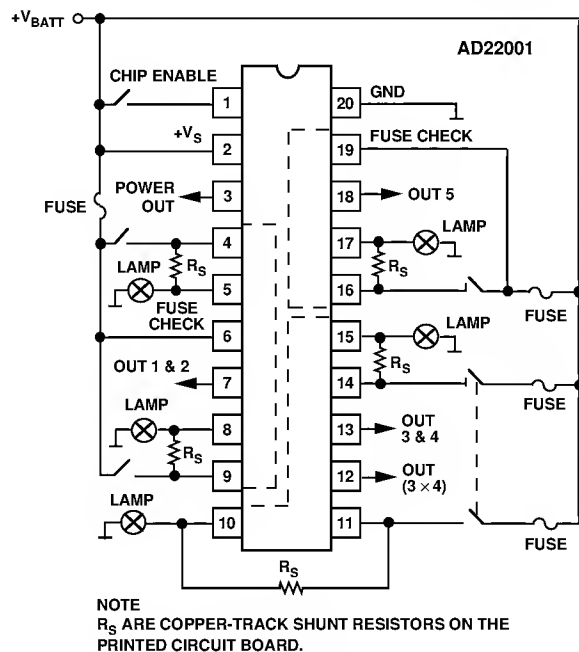 +VBATT
AD22001
CHIP ENABLE
1
20
GND
+VS
2
19
FUSE CHECK
FUSE
POWER
OUT
3
18
OUT 5
4
17
LAMP
RS
RS
LAMP
5
16
FUSE
CHECK
FUSE
6
15
LAMP
RS
OUT 1 & 2
7
14
FUSE
LAMP
8
13
OUT
3 & 4
RS
9
12
OUT
(3 × 4)
LAMP
10
11
FUSE
RS
NOTE
RS ARE COPPER-TRACK SHUNT RESISTORS ON THE
PRINTED CIRCUIT BOARD.